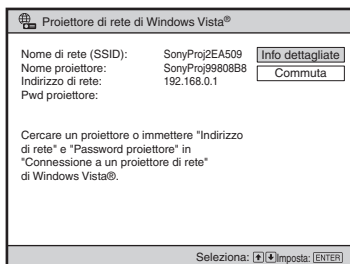 Proiettore di rete di Windows Vista®
Nome di rete (SSID): SonyProj2EA509 Info dettagliate
Nome proiettore: SonyProj99808B8 Commuta
Indirizzo di rete: 192.168.0.1
Pwd proiettore:
Cercare un proiettore o immettere "Indirizzo
di rete" e "Password proiettore" in
"Connessione a un proiettore di rete"
di Windows Vista®.
Seleziona: Imposta: ENTER